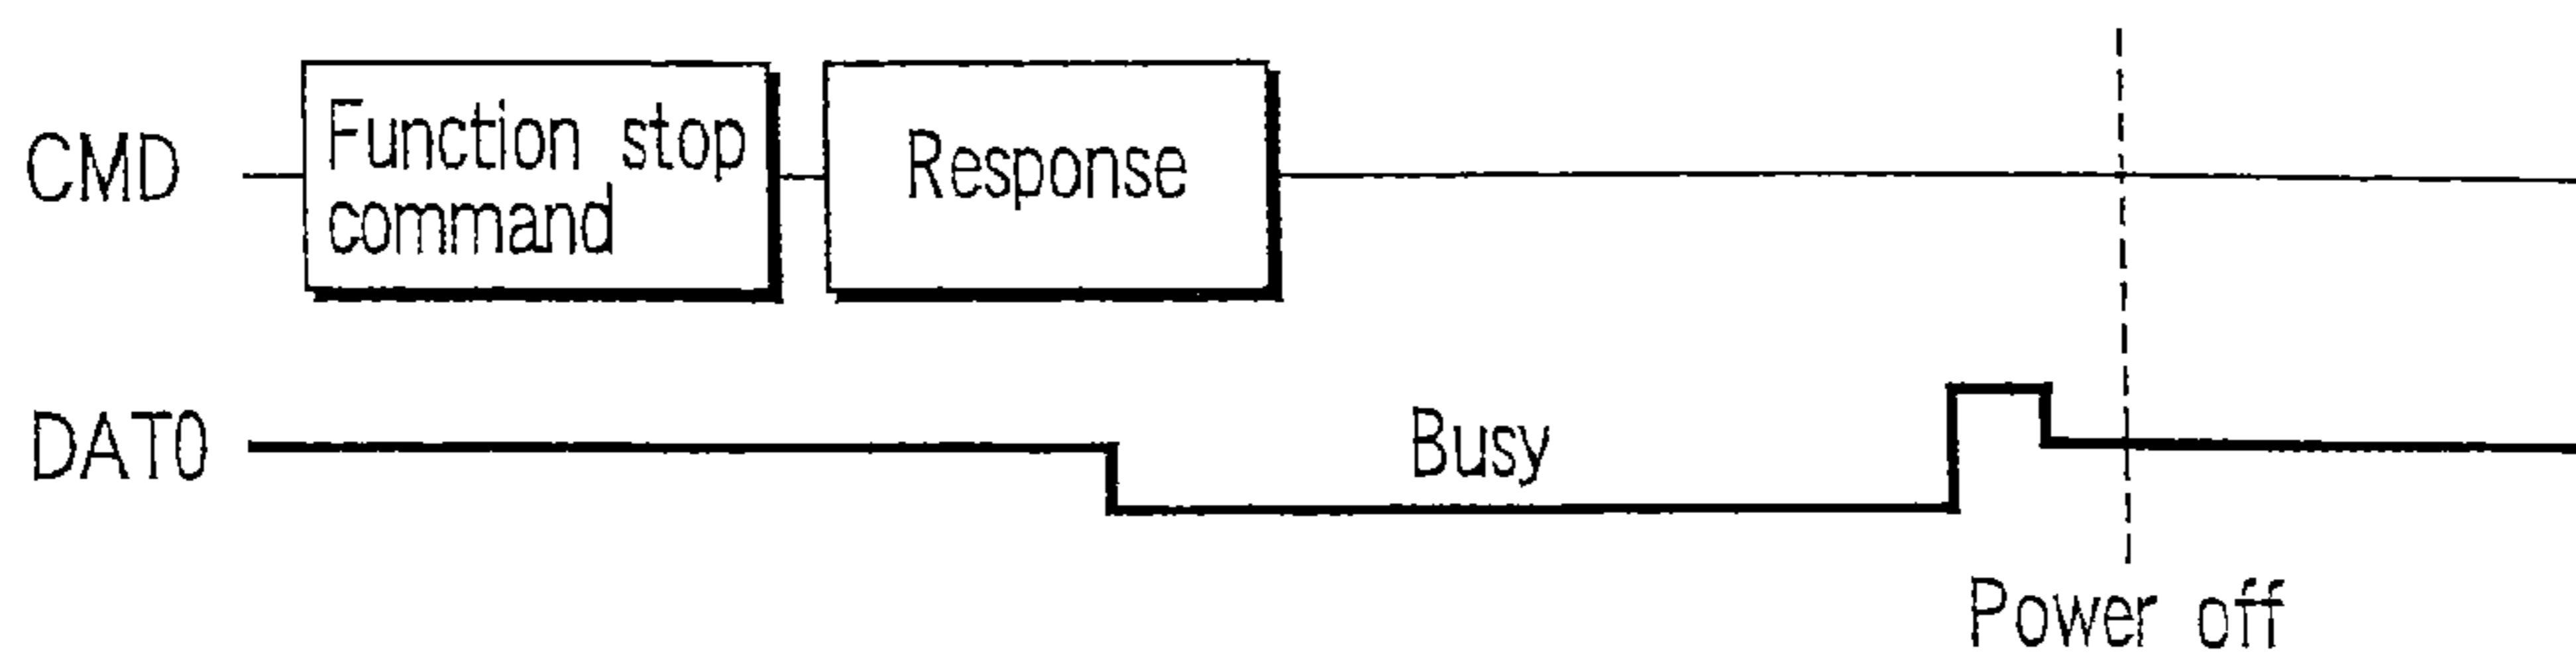 CMD
Function stop
command
Response
DAT0
Busy
Power off